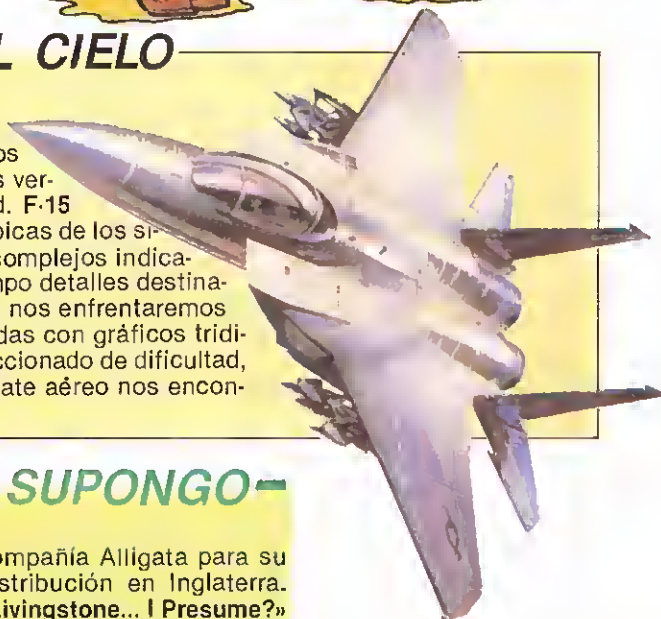 L CIELO
os
s ver-
d. F-15
picas de los si-
complejos indica-
mpo detalles destina-
nos enfrentaremos
das con gráficos tridi-
ccionado de dificultad,
ate aéreo nos encon-
SUPONGO
ompañía Alligata para su
stribución en Inglaterra.
Livingstone... I Presume?»